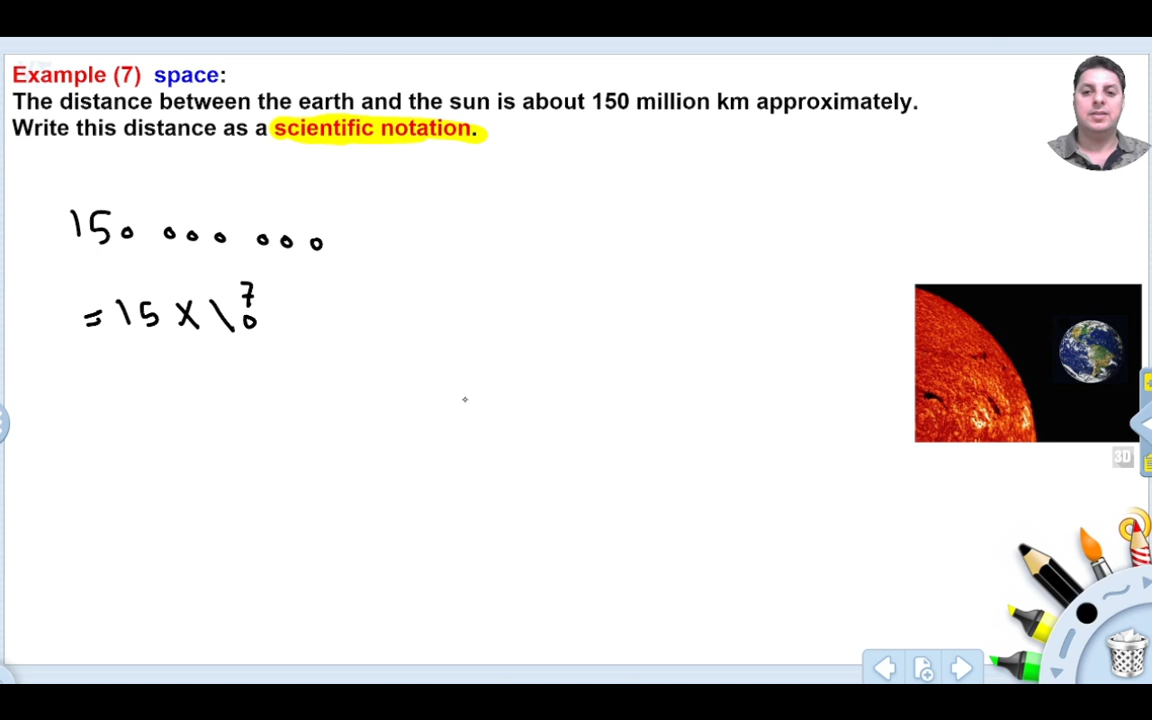 Example (7) space:
The distance between the earth and the sun is about 150 million km approximately.
Write this distance as a scientific notation.
150 000 000
= 15 × 10⁷
3D